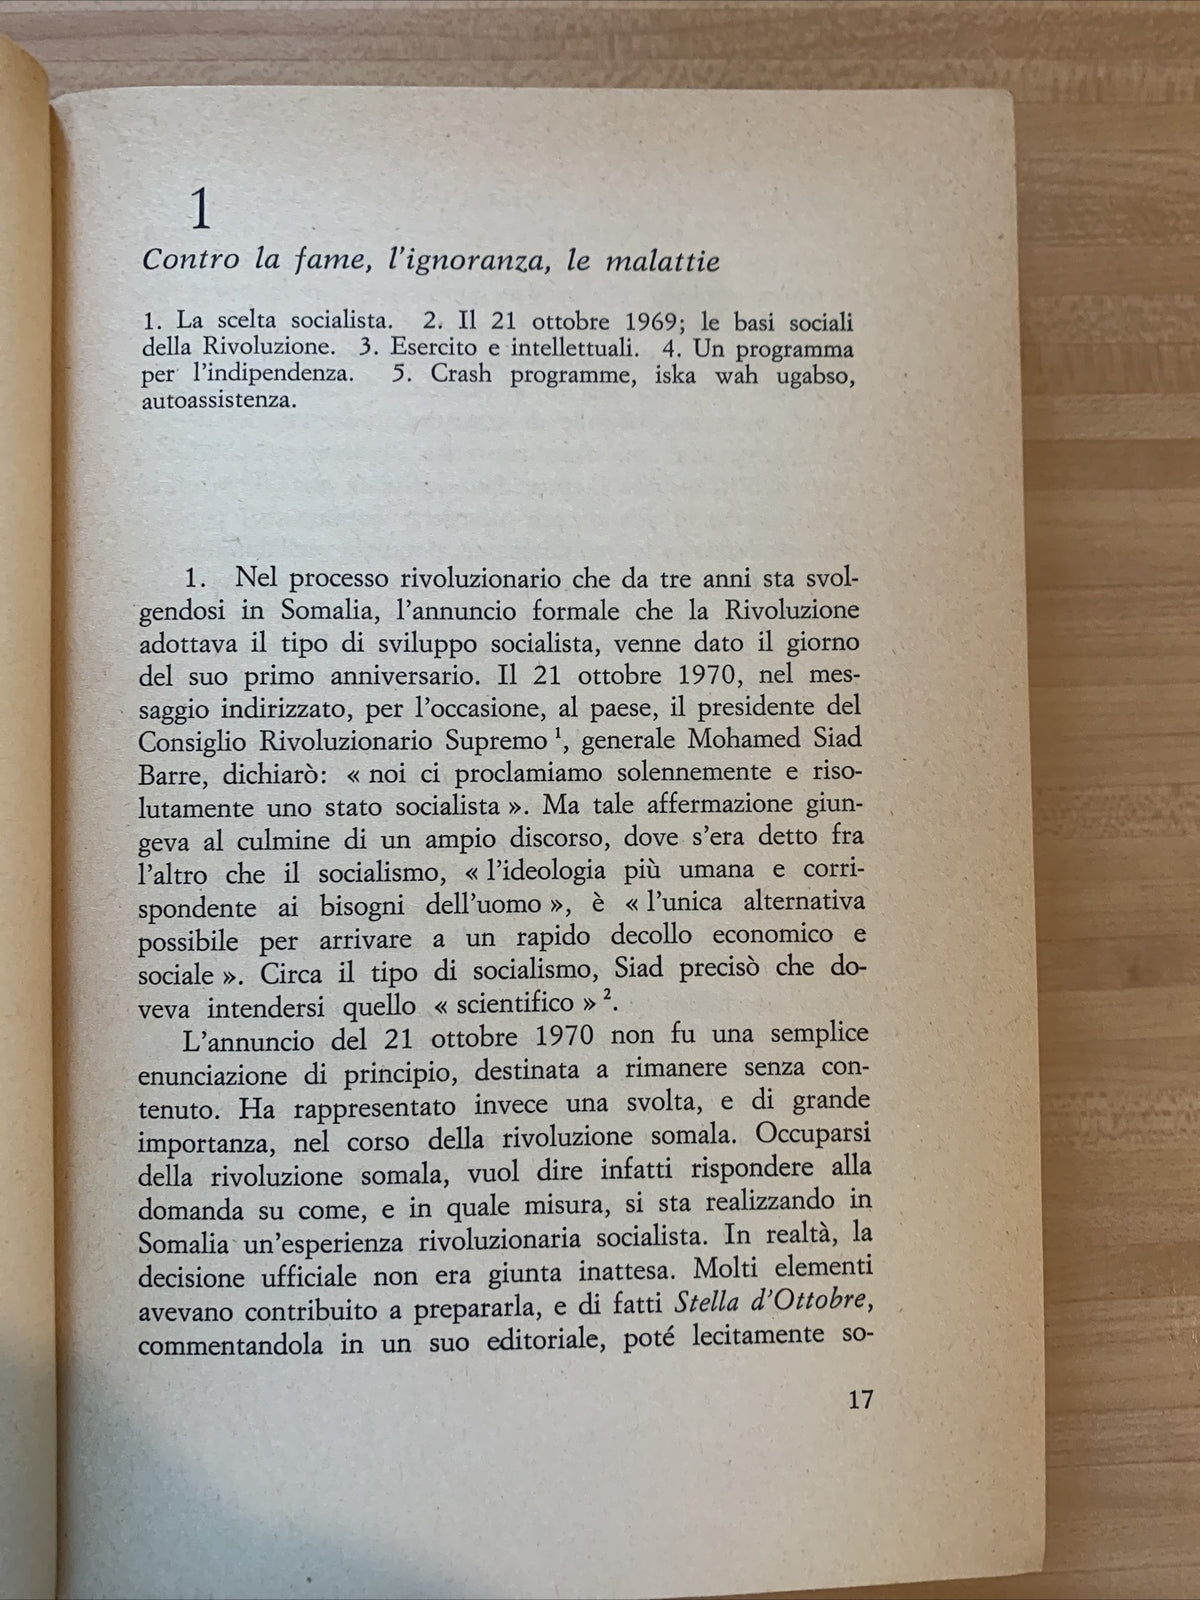 1
Contro la fame, l'ignoranza, le malattie
1. La scelta socialista. 2. Il 21 ottobre 1969; le basi sociali
della Rivoluzione. 3. Esercito e intellettuali. 4. Un programma
per l'indipendenza. 5. Crash programme, iska wah ugabso,
autoassistenza.
1. Nel processo rivoluzionario che da tre anni sta svol-
gendosi in Somalia, l'annuncio formale che la Rivoluzione
adottava il tipo di sviluppo socialista, venne dato il giorno
del suo primo anniversario. Il 21 ottobre 1970, nel mes-
saggio indirizzato, per l'occasione, al paese, il presidente del
Consiglio Rivoluzionario Supremo ¹, generale Mohamed Siad
Barre, dichiarò: « noi ci proclamiamo solennemente e riso-
lutamente uno stato socialista ». Ma tale affermazione giun-
geva al culmine di un ampio discorso, dove s'era detto fra
l'altro che il socialismo, « l'ideologia più umana e corri-
spondente ai bisogni dell'uomo », è « l'unica alternativa
possibile per arrivare a un rapido decollo economico e
sociale ». Circa il tipo di socialismo, Siad precisò che do-
veva intendersi quello « scientifico » ².
L'annuncio del 21 ottobre 1970 non fu una semplice
enunciazione di principio, destinata a rimanere senza con-
tenuto. Ha rappresentato invece una svolta, e di grande
importanza, nel corso della rivoluzione somala. Occuparsi
della rivoluzione somala, vuol dire infatti rispondere alla
domanda su come, e in quale misura, si sta realizzando in
Somalia un'esperienza rivoluzionaria socialista. In realtà, la
decisione ufficiale non era giunta inattesa. Molti elementi
avevano contribuito a prepararla, e di fatti Stella d'Ottobre,
commentandola in un suo editoriale, poté lecitamente so-
17